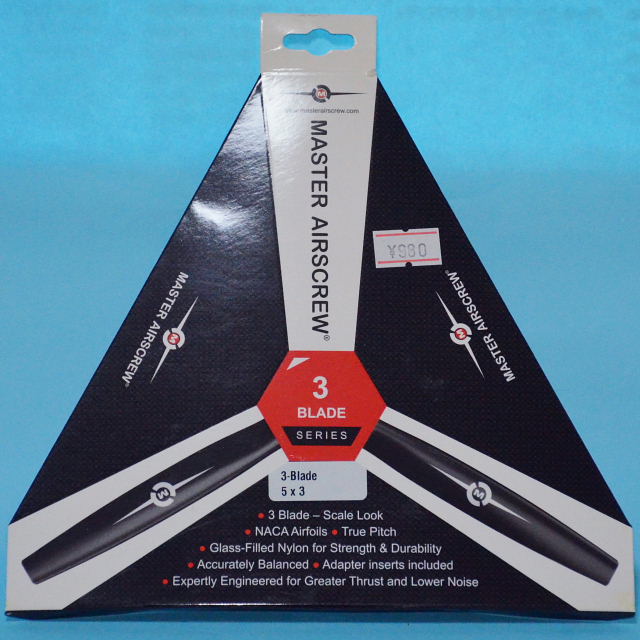 www.masterairscrew.com
MASTER AIRSCREW®
¥980
MASTER AIRSCREW®
MASTER AIRSCREW®
3
BLADE
SERIES
3-Blade
5 x 3
• 3 Blade – Scale Look
• NACA Airfoils • True Pitch
• Glass-Filled Nylon for Strength & Durability
• Accurately Balanced • Adapter inserts included
• Expertly Engineered for Greater Thrust and Lower Noise